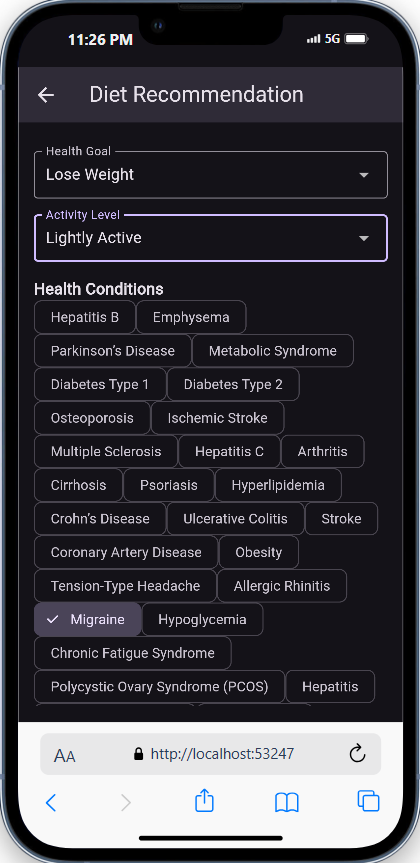 11:26 PM 5G
Diet Recommendation
Health Goal
Lose Weight
Activity Level
Lightly Active
Health Conditions
Hepatitis B Emphysema
Parkinson's Disease Metabolic Syndrome
Diabetes Type 1 Diabetes Type 2
Osteoporosis Ischemic Stroke
Multiple Sclerosis Hepatitis C Arthritis
Cirrhosis Psoriasis Hyperlipidemia
Crohn's Disease Ulcerative Colitis Stroke
Coronary Artery Disease Obesity
Tension-Type Headache Allergic Rhinitis
Migraine Hypoglycemia
Chronic Fatigue Syndrome
Polycystic Ovary Syndrome (PCOS) Hepatitis
AA http://localhost:53247